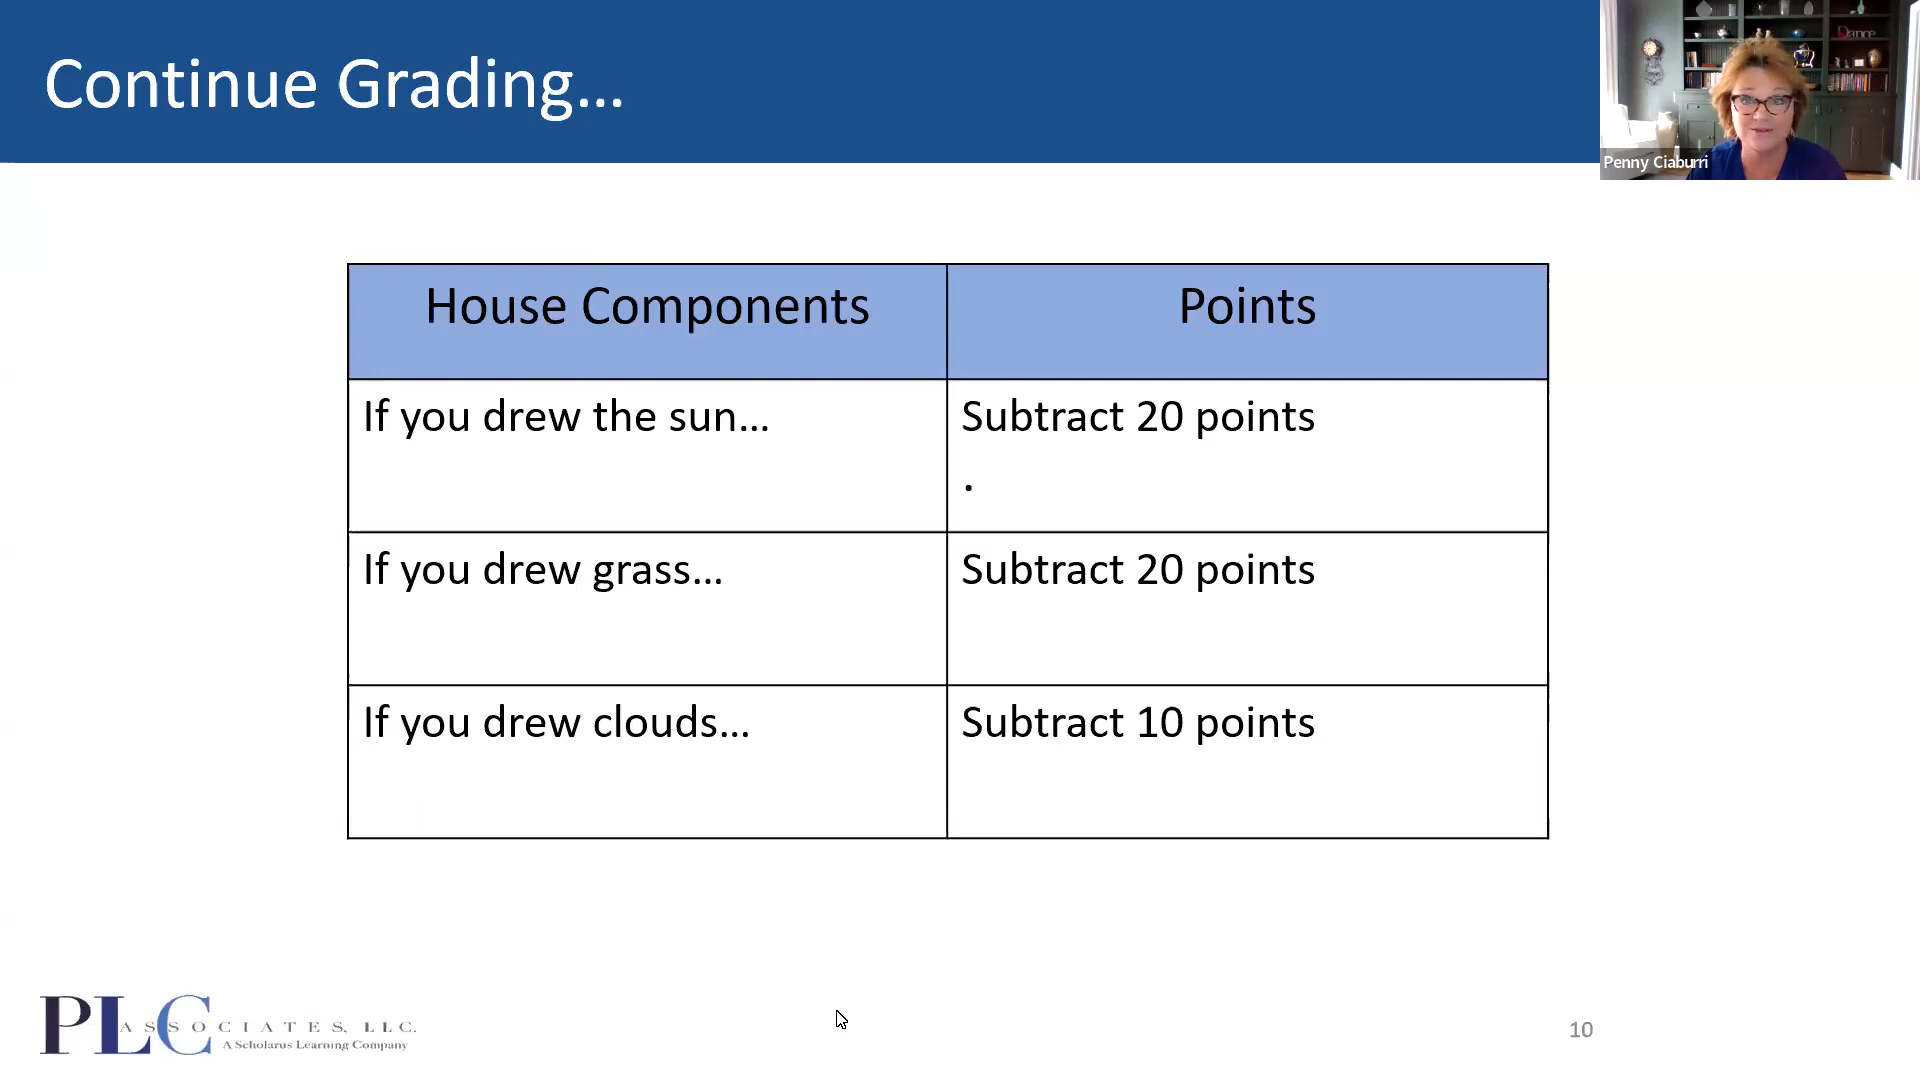 Continue Grading...
Dance
Penny Ciaburri
House Components
Points
If you drew the sun...
Subtract 20 points
.
If you drew grass...
Subtract 20 points
If you drew clouds...
Subtract 10 points
PLC ASSOCIATES, LLC.
A Scholarus Learning Company
10